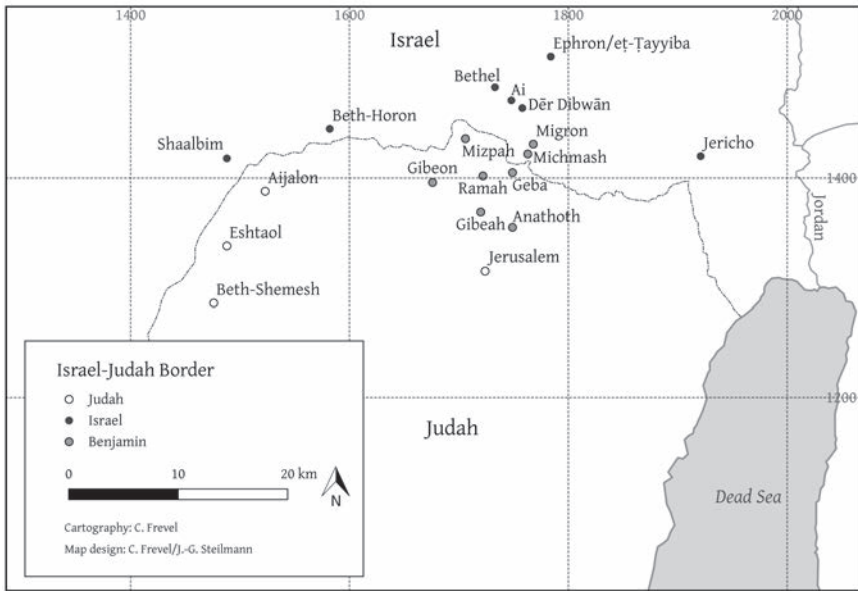 1400
1600
1800
2000
Israel
Ephron/eṭ-Ṭayyiba
Bethel
Ai
Dēr Dibwān
Beth-Horon
Migron
Shaalbim
Mizpah
Michmash
Jericho
Gibeon
1400
Aijalon
Ramah
Geba
Jordan
Gibeah
Anathoth
Eshtaol
Jerusalem
Beth-Shemesh
Israel-Judah Border
Judah
Israel
Benjamin
1200
Judah
0
10
20 km
N
Dead Sea
Cartography: C. Frevel
Map design: C. Frevel/J.-G. Steilmann